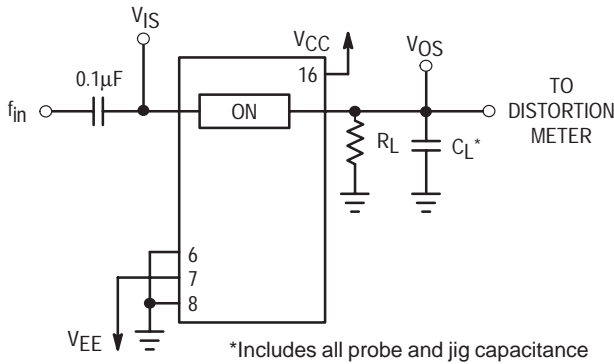 V_IS
V_CC
V_OS
0.1µF
16
TO
DISTORTION
METER
f_in
ON
R_L
C_L*
6
7
8
V_EE
*Includes all probe and jig capacitance